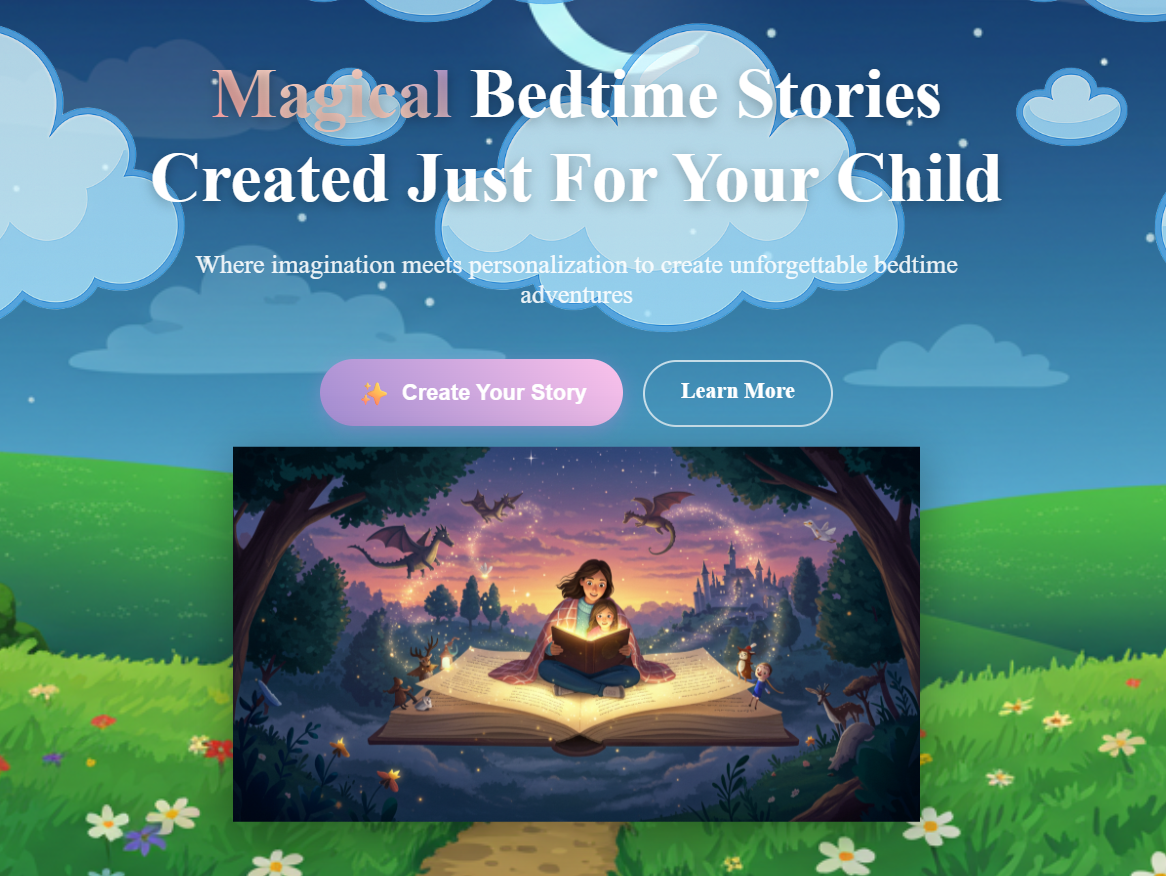 Magical Bedtime Stories
Created Just For Your Child
Where imagination meets personalization to create unforgettable bedtime
adventures
✨ Create Your Story
Learn More